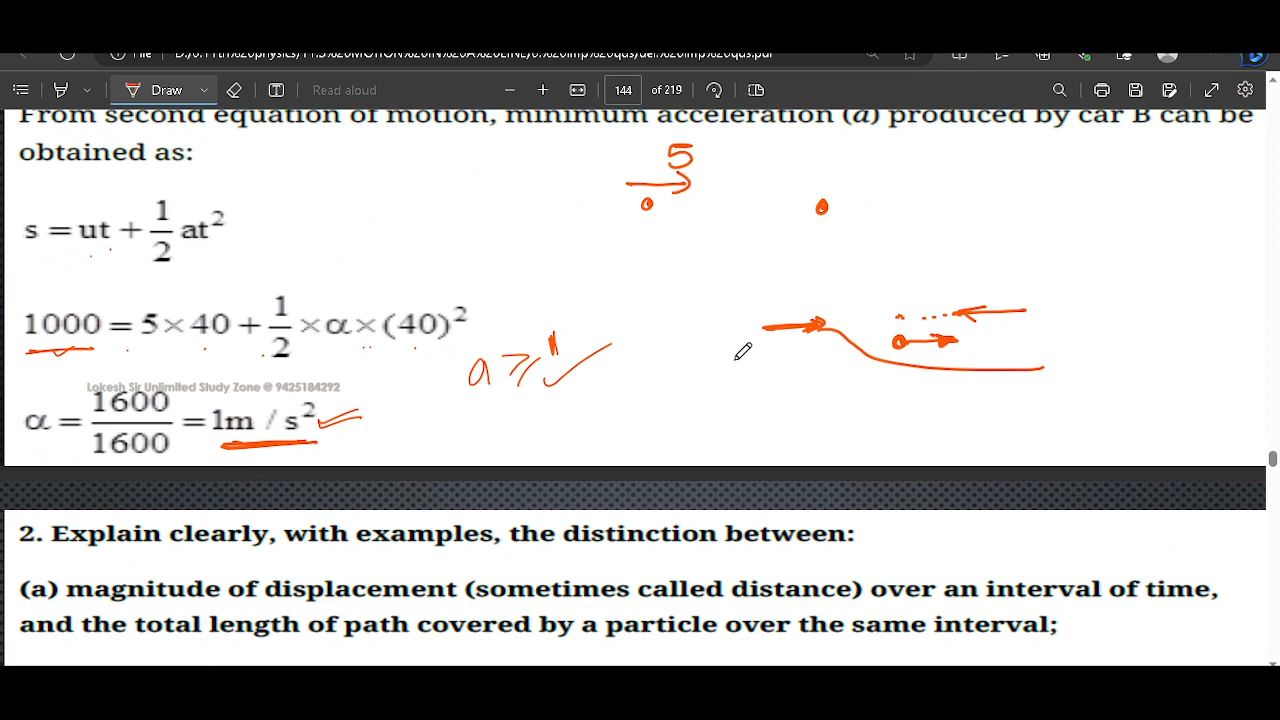 Draw
Read aloud
144 of 219
From second equation of motion, minimum acceleration (a) produced by car B can be
obtained as:
5
s = ut + 1/2 at²
1000 = 5 × 40 + 1/2 × α × (40)²
a ≥ 1
Lokesh Sir Unlimited Study Zone @ 9425184292
α = 1600/1600 = 1m / s²
2. Explain clearly, with examples, the distinction between:
(a) magnitude of displacement (sometimes called distance) over an interval of time,
and the total length of path covered by a particle over the same interval;